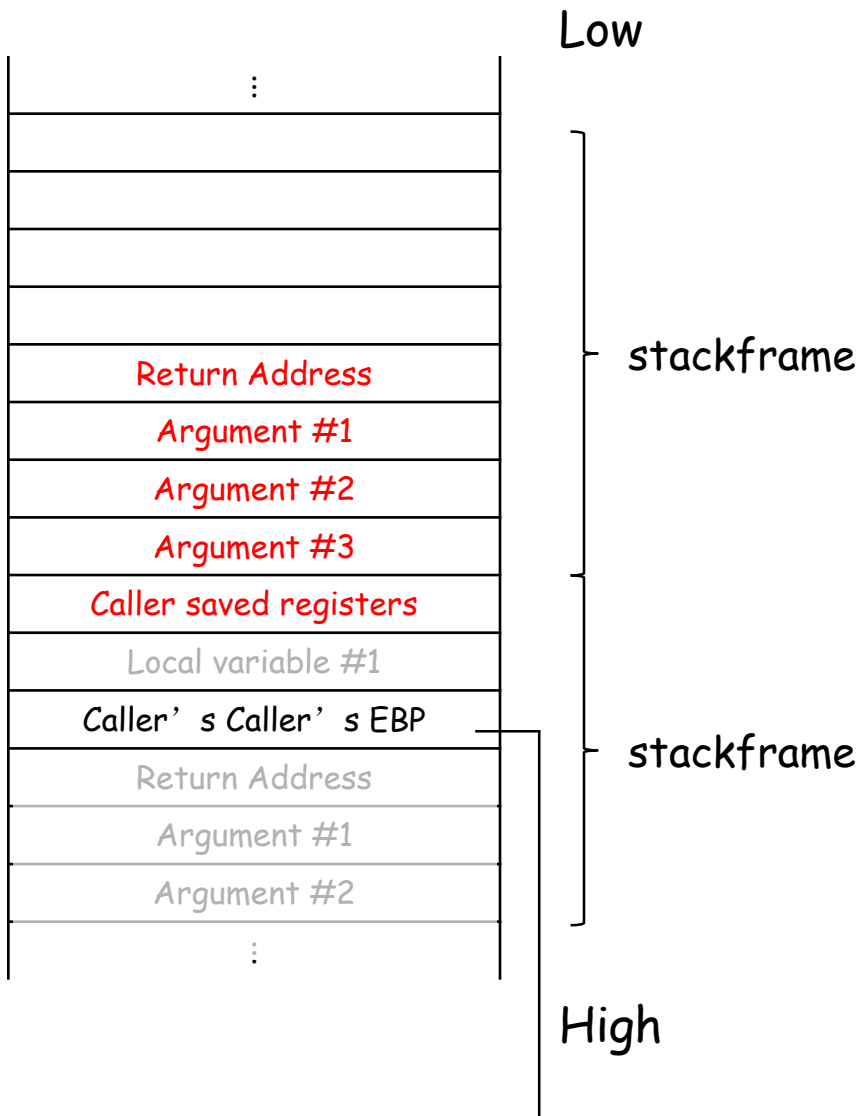 Low
⋮
Return Address
Argument #1
Argument #2
stackframe
Argument #3
Caller saved registers
Local variable #1
Caller’s Caller’s EBP
stackframe
Return Address
Argument #1
Argument #2
⋮
High